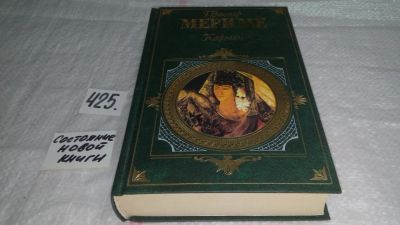 Проспер
МЕРИМЕ
Кармен
425.
Состояние
новой
книги